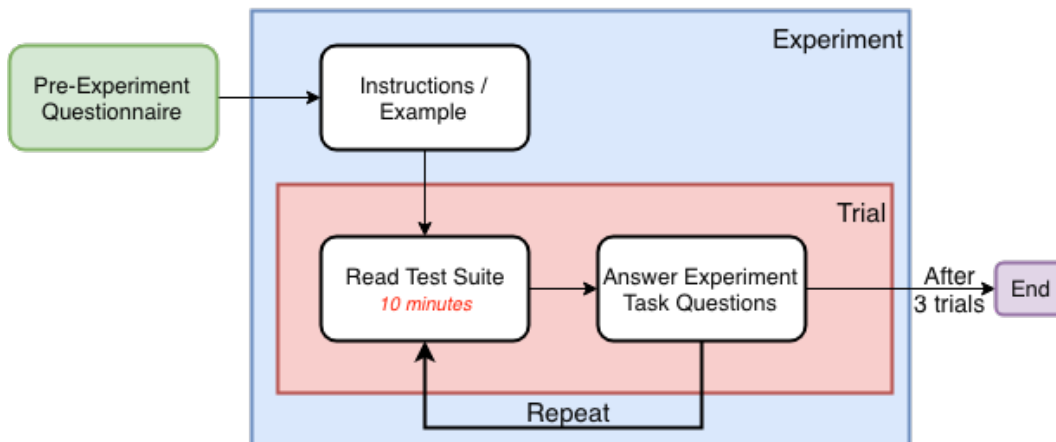 Experiment
Pre-Experiment
Questionnaire
Instructions /
Example
Trial
Read Test Suite
10 minutes
Answer Experiment
Task Questions
After
3 trials
End
Repeat